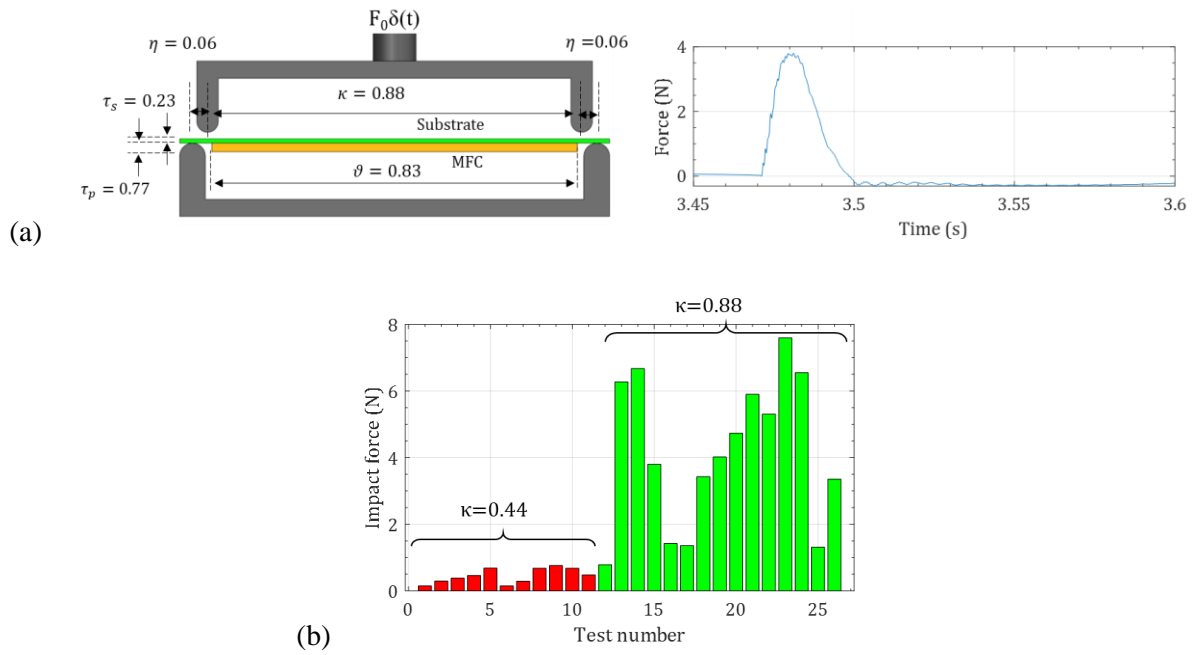 F₀δ(t)
η = 0.06
η =0.06
κ = 0.88
τₛ = 0.23
Substrate
MFC
ϑ = 0.83
τₚ = 0.77
(a)
Force (N)
4
2
0
3.45
3.5
3.55
3.6
Time (s)
κ=0.88
κ=0.44
Impact force (N)
8
6
4
2
0
0
5
10
15
20
25
Test number
(b)